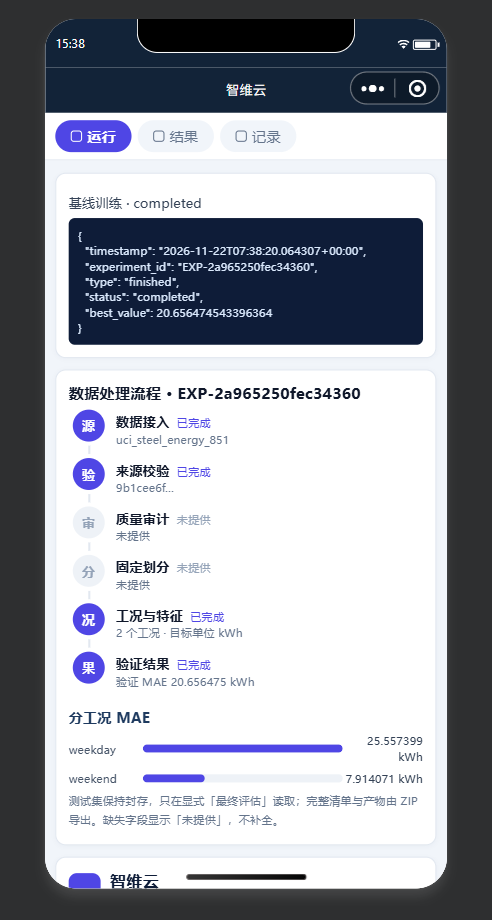 15:38
智维云
运行
结果
记录
基线训练 · completed
{
"timestamp": "2026-11-22T07:38:20.064307+00:00",
"experiment_id": "EXP-2a965250fec34360",
"type": "finished",
"status": "completed",
"best_value": 20.656474543396364
}
数据处理流程 · EXP-2a965250fec34360
源 数据接入 已完成
uci_steel_energy_851
验 来源校验 已完成
9b1cee6f...
审 质量审计 未提供
未提供
分 固定划分 未提供
未提供
况 工况与特征 已完成
2 个工况 · 目标单位 kWh
果 验证结果 已完成
验证 MAE 20.656475 kWh
分工况 MAE
weekday 25.557399
kWh
weekend 7.914071 kWh
测试集保持封存，只在显式「最终评估」读取；完整清单与产物由 ZIP
导出。缺失字段显示「未提供」，不补全。
智维云